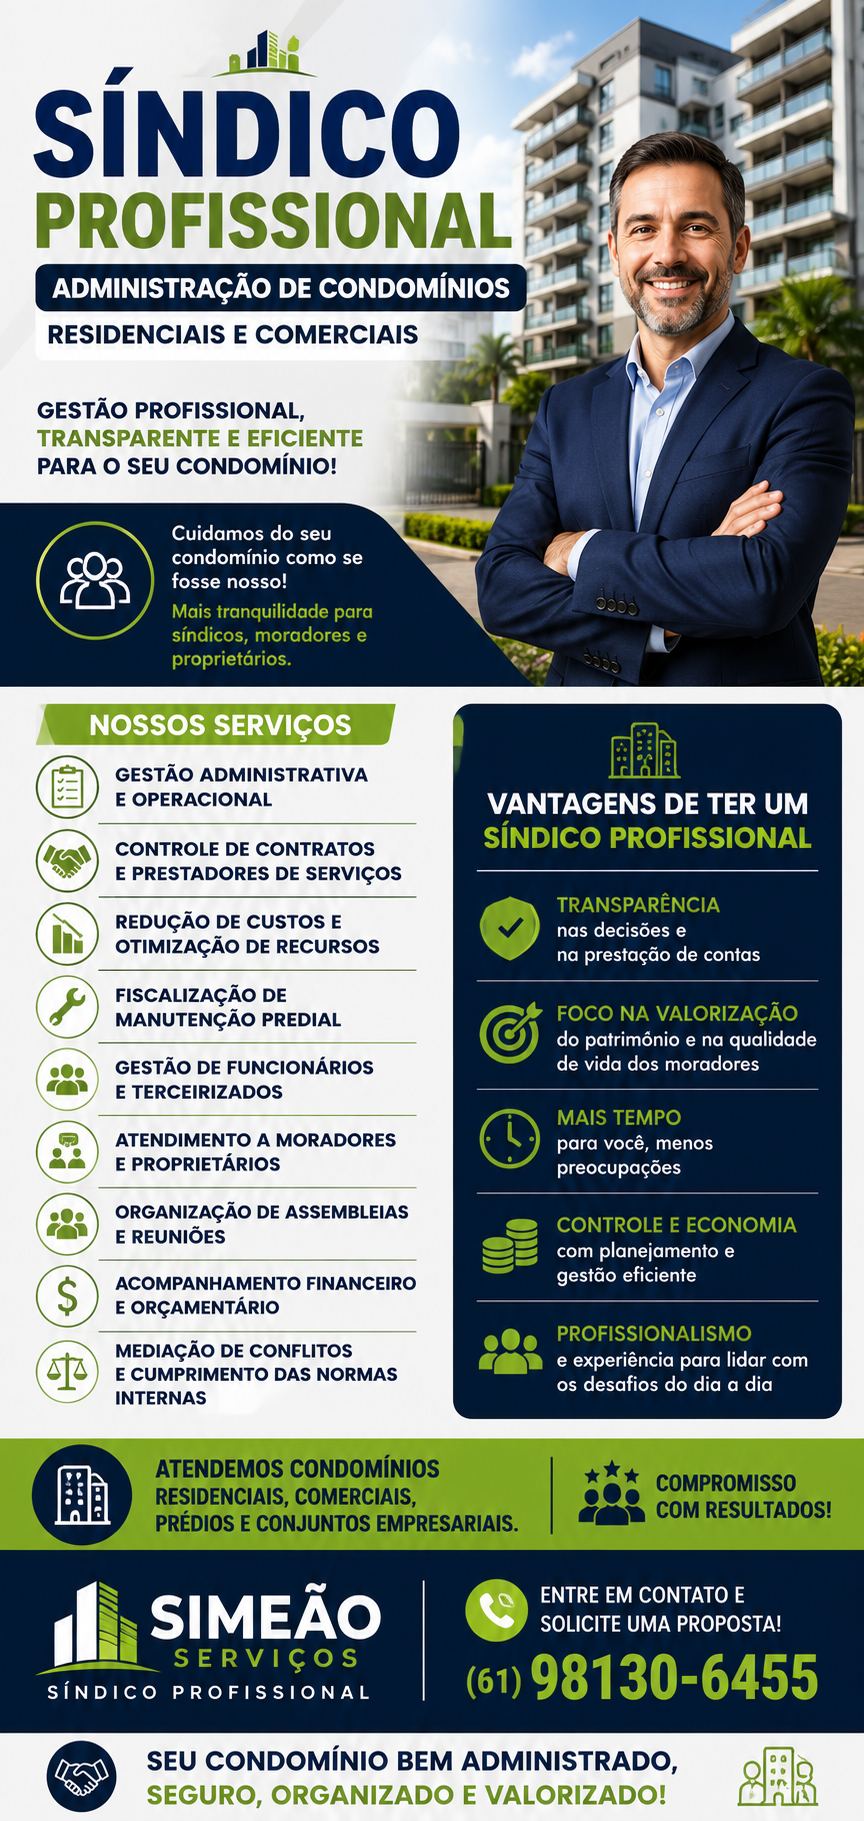 SÍNDICO
PROFISSIONAL
ADMINISTRAÇÃO DE CONDOMÍNIOS
RESIDENCIAIS E COMERCIAIS
GESTÃO PROFISSIONAL,
TRANSPARENTE E EFICIENTE
PARA O SEU CONDOMÍNIO!
Cuidamos do seu
condomínio como se
fosse nosso!
Mais tranquilidade para
síndicos, moradores e
proprietários.
NOSSOS SERVIÇOS
GESTÃO ADMINISTRATIVA
E OPERACIONAL
CONTROLE DE CONTRATOS
E PRESTADORES DE SERVIÇOS
REDUÇÃO DE CUSTOS E
OTIMIZAÇÃO DE RECURSOS
FISCALIZAÇÃO DE
MANUTENÇÃO PREDIAL
GESTÃO DE FUNCIONÁRIOS
E TERCEIRIZADOS
ATENDIMENTO A MORADORES
E PROPRIETÁRIOS
ORGANIZAÇÃO DE ASSEMBLEIAS
E REUNIÕES
ACOMPANHAMENTO FINANCEIRO
E ORÇAMENTÁRIO
MEDIAÇÃO DE CONFLITOS
E CUMPRIMENTO DAS NORMAS
INTERNAS
VANTAGENS DE TER UM
SÍNDICO PROFISSIONAL
TRANSPARÊNCIA
nas decisões e
na prestação de contas
FOCO NA VALORIZAÇÃO
do patrimônio e na qualidade
de vida dos moradores
MAIS TEMPO
para você, menos
preocupações
CONTROLE E ECONOMIA
com planejamento e
gestão eficiente
PROFISSIONALISMO
e experiência para lidar com
os desafios do dia a dia
ATENDEMOS CONDOMÍNIOS
RESIDENCIAIS, COMERCIAIS,
PRÉDIOS E CONJUNTOS EMPRESARIAIS.
COMPROMISSO
COM RESULTADOS!
SIMEÃO
SERVIÇOS
SÍNDICO PROFISSIONAL
ENTRE EM CONTATO E
SOLICITE UMA PROPOSTA!
(61) 98130-6455
SEU CONDOMÍNIO BEM ADMINISTRADO,
SEGURO, ORGANIZADO E VALORIZADO!